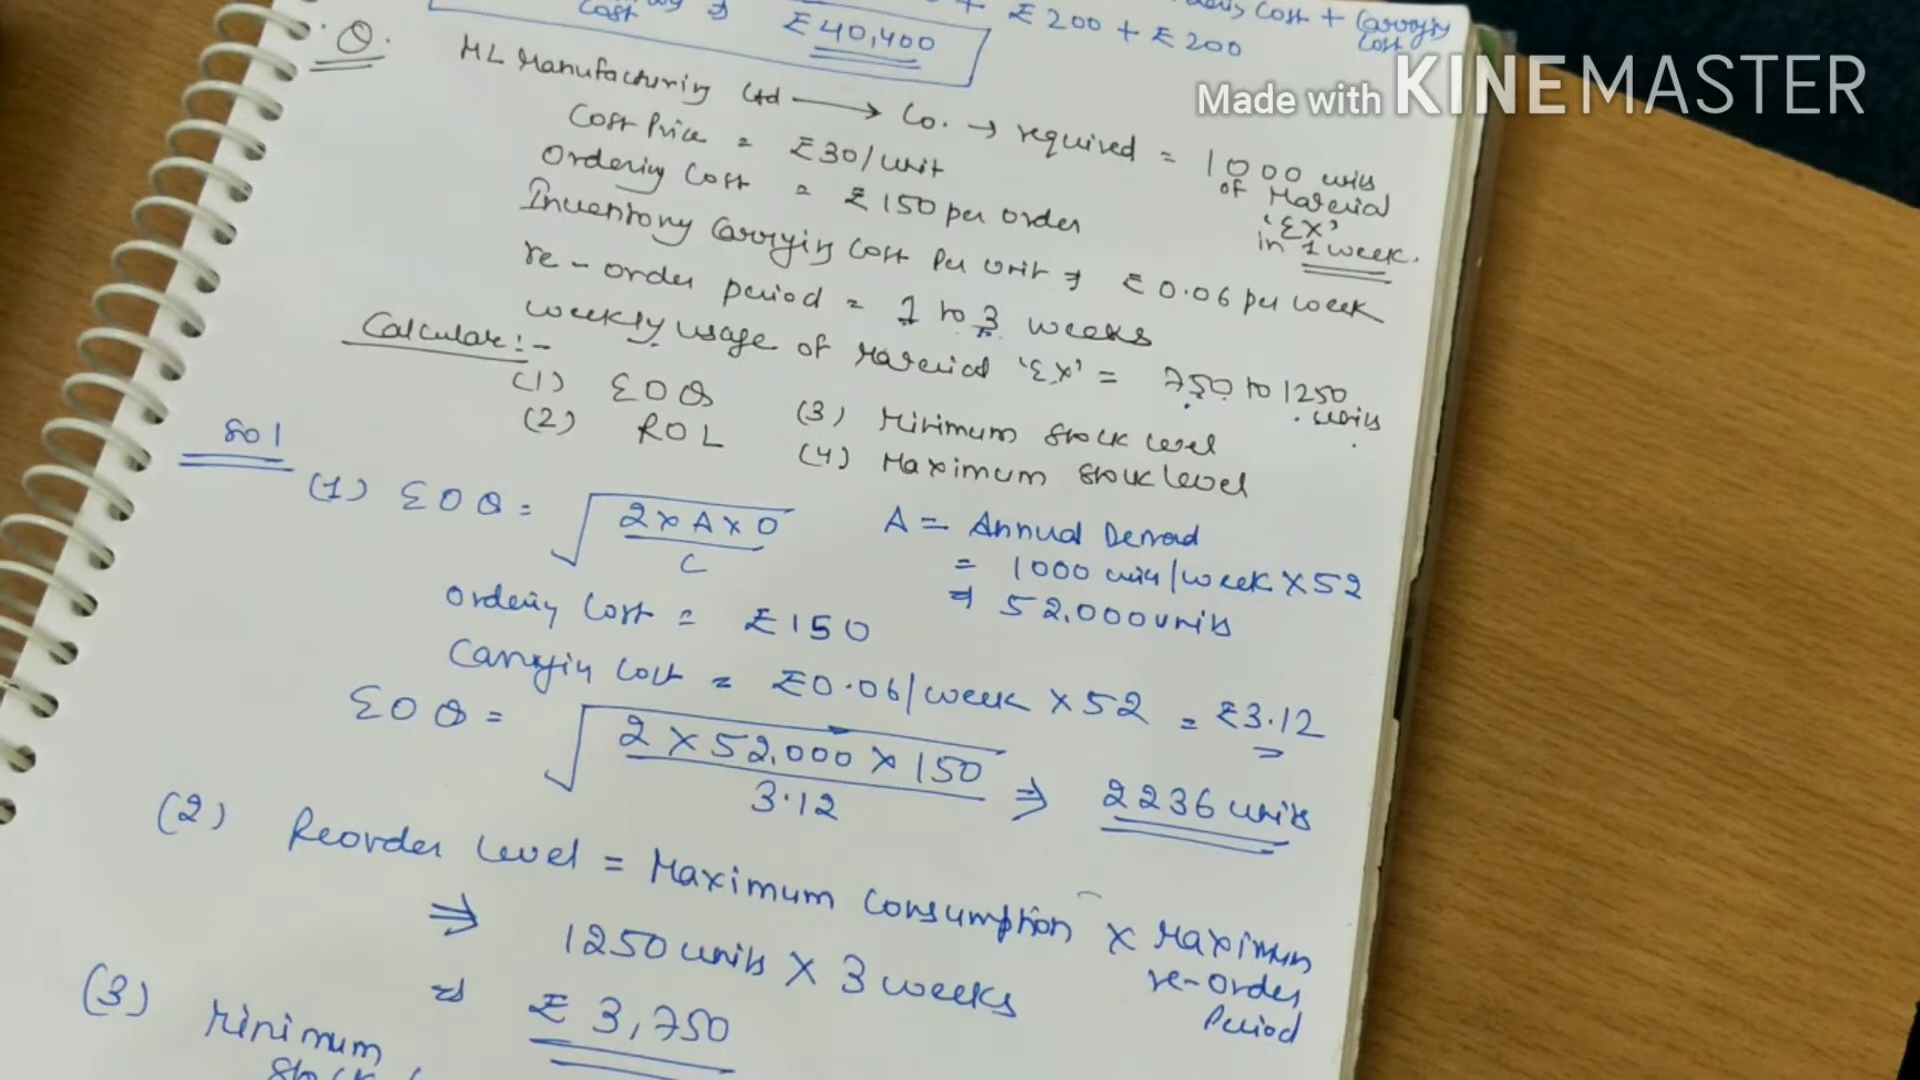 Cost ₹40,400 + ₹200 + ₹200 Cost + Carrying Cost
Made with KINEMASTER
Q. ML Manufacturing Ltd → Co. → required = 1000 units of Material 'EX' in 1 week.
Cost Price = ₹30/unit
Ordering Cost = ₹150 per order
Inventory Carrying Cost Per Unit ⇒ ₹0.06 per week
re-order period = 1 to 3 weeks
weekly usage of Material 'EX' = 750 to 1250 units
Calculate:-
(1) EOQ (3) Minimum Stock level
(2) ROL (4) Maximum Stock level
Sol
(1) EOQ = √2×A×O/C A = Annual Demand
= 1000 units/week × 52
⇒ 52,000 units
Ordering Cost = ₹150
Carrying Cost = ₹0.06/week × 52 = ₹3.12
EOQ = √2×52,000×150/3.12 ⇒ 2236 units
(2) Reorder Level = Maximum Consumption × Maximum re-order Period
⇒ 1250 units × 3 weeks
⇒ ₹3,750
(3) Minimum
Stock